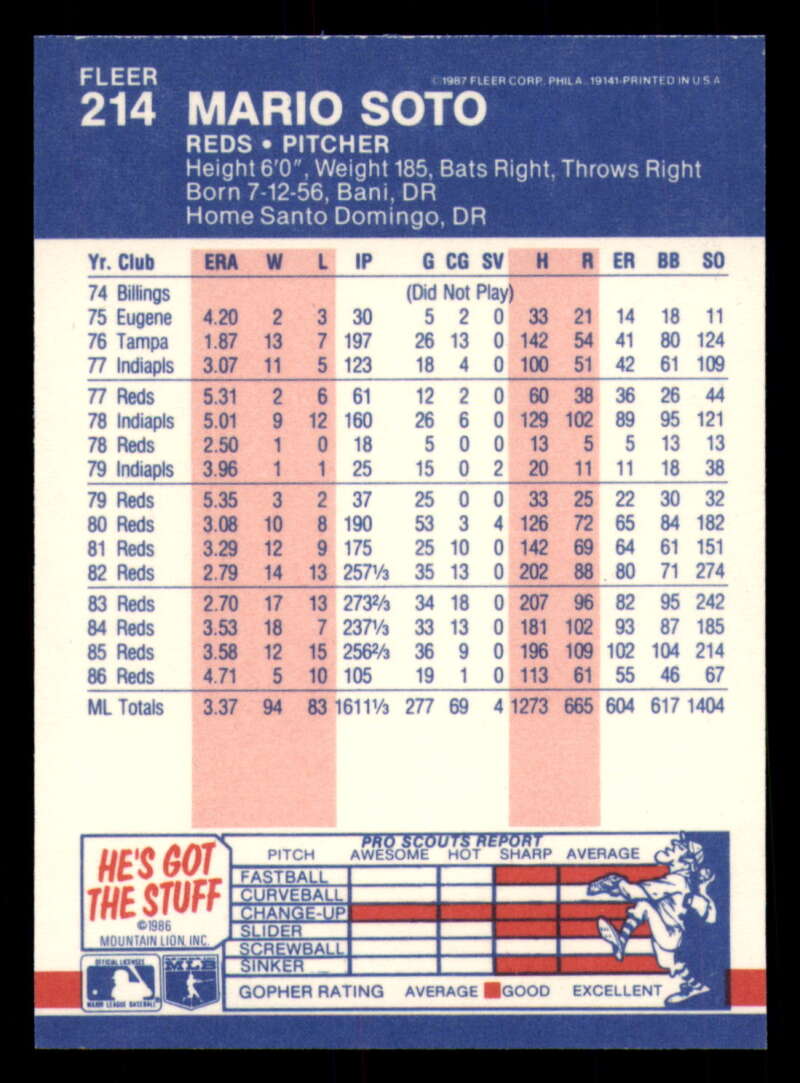 FLEER
©1987 FLEER CORP. PHILA. 19141-PRINTED IN U.S.A.
214 MARIO SOTO
REDS • PITCHER
Height 6'0", Weight 185, Bats Right, Throws Right
Born 7-12-56, Bani, DR
Home Santo Domingo, DR
Yr. Club ERA W L IP G CG SV H R ER BB SO
74 Billings (Did Not Play)
75 Eugene 4.20 2 3 30 5 2 0 33 21 14 18 11
76 Tampa 1.87 13 7 197 26 13 0 142 54 41 80 124
77 Indiapls 3.07 11 5 123 18 4 0 100 51 42 61 109
77 Reds 5.31 2 6 61 12 2 0 60 38 36 26 44
78 Indiapls 5.01 9 12 160 26 6 0 129 102 89 95 121
78 Reds 2.50 1 0 18 5 0 0 13 5 5 13 13
79 Indiapls 3.96 1 1 25 15 0 2 20 11 11 18 38
79 Reds 5.35 3 2 37 25 0 0 33 25 22 30 32
80 Reds 3.08 10 8 190 53 3 4 126 72 65 84 182
81 Reds 3.29 12 9 175 25 10 0 142 69 64 61 151
82 Reds 2.79 14 13 257⅓ 35 13 0 202 88 80 71 274
83 Reds 2.70 17 13 273⅔ 34 18 0 207 96 82 95 242
84 Reds 3.53 18 7 237⅓ 33 13 0 181 102 93 87 185
85 Reds 3.58 12 15 256⅔ 36 9 0 196 109 102 104 214
86 Reds 4.71 5 10 105 19 1 0 113 61 55 46 67
ML Totals 3.37 94 83 1611⅓ 277 69 4 1273 665 604 617 1404
HE'S GOT
THE STUFF
©1986
MOUNTAIN LION, INC.
PRO SCOUTS REPORT
PITCH AWESOME HOT SHARP AVERAGE
FASTBALL
CURVEBALL
CHANGE-UP
SLIDER
SCREWBALL
SINKER
GOPHER RATING AVERAGE GOOD EXCELLENT
OFFICIAL LICENSEE
MAJOR LEAGUE BASEBALL
MLB